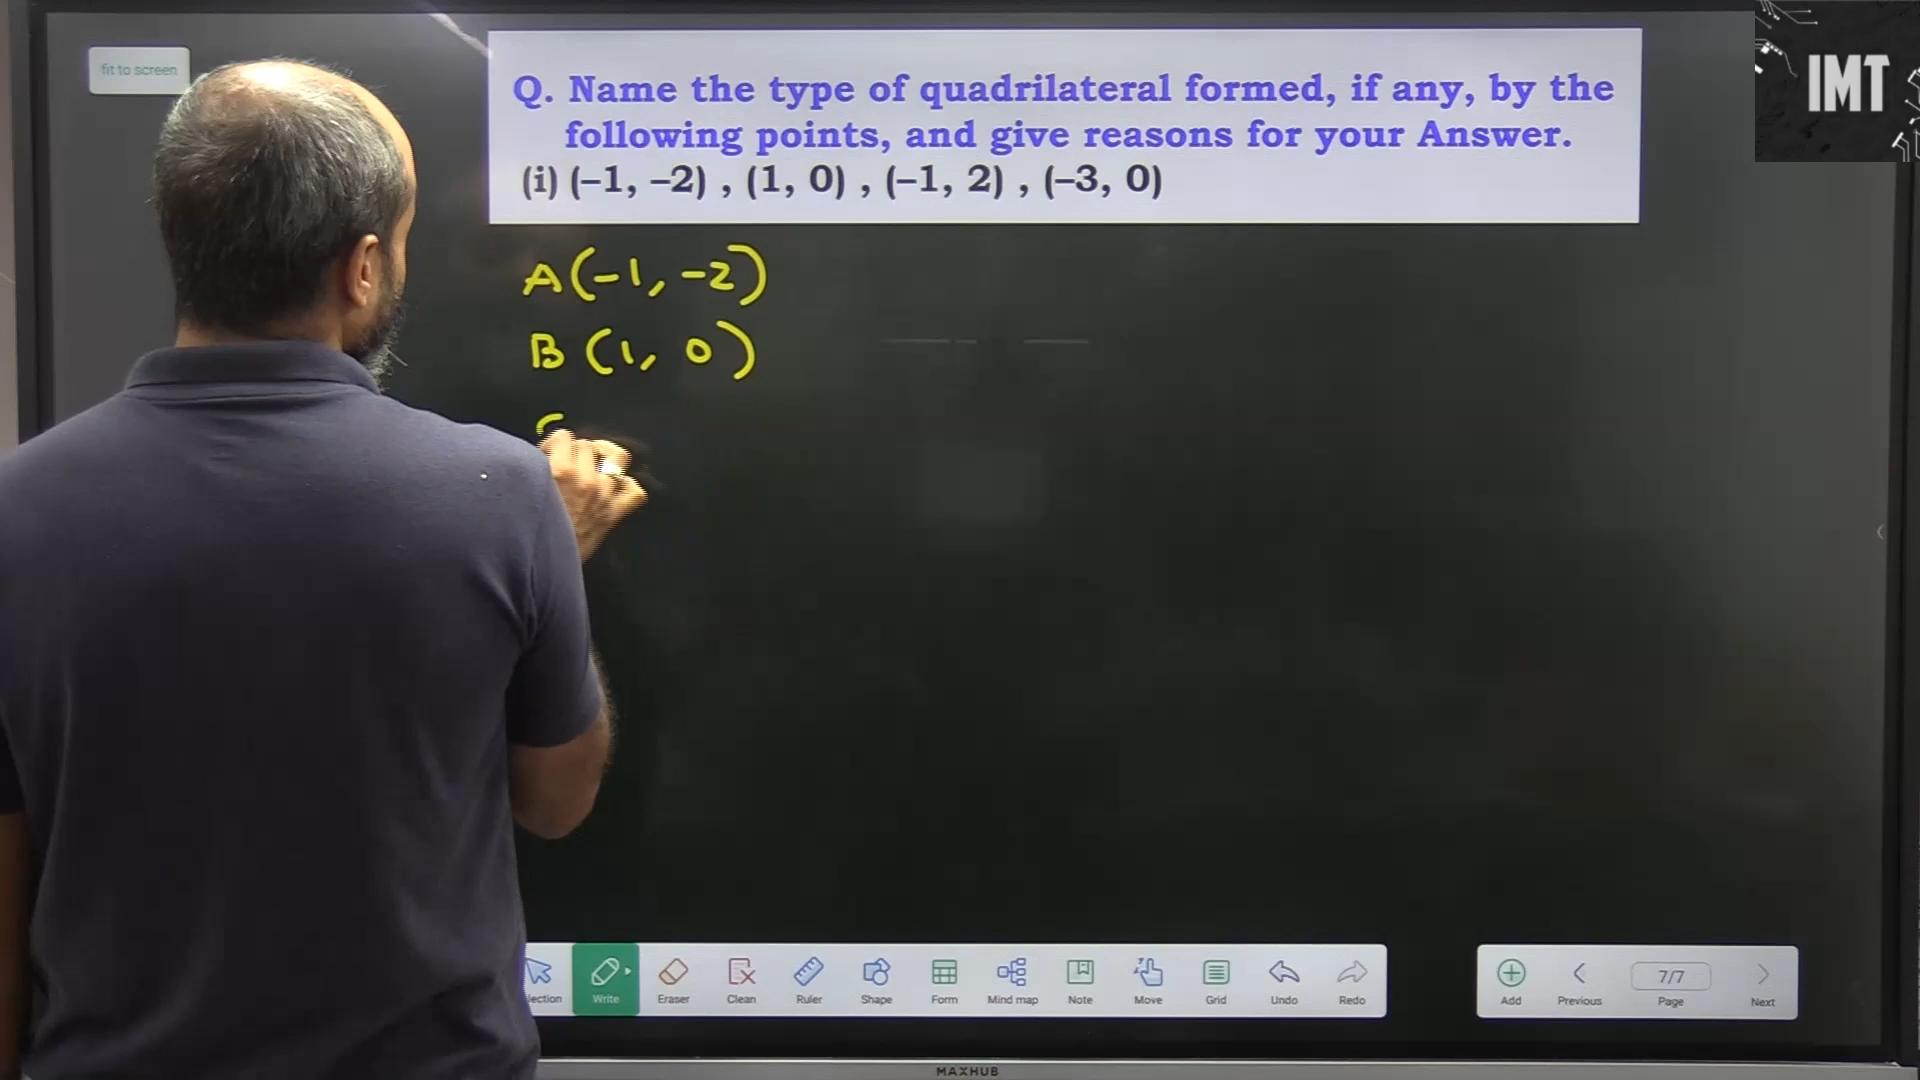 fit to screen
IMT
Q. Name the type of quadrilateral formed, if any, by the
following points, and give reasons for your Answer.
(i) (–1, –2) , (1, 0) , (–1, 2) , (–3, 0)
A(-1, -2)
B (1, 0)
lection Write Eraser Clean Ruler Shape Form Mind map Note Move Grid Undo Redo
7/7
Add Previous Page Next
MAXHUB